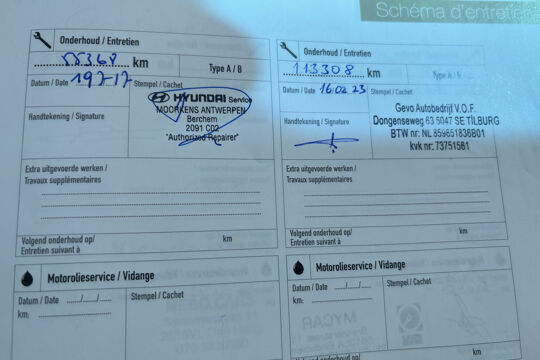 Schéma d'entretien
Onderhoud / Entretien
55368 km
Type A / B
Datum / Date 19-7-17
Stempel / Cachet
HYUNDAI Service
MOORKENS ANTWERPEN
Berchem
2091 C02
"Authorized Repairer"
Handtekening / Signature
Extra uitgevoerde werken /
Travaux supplémentaires
Volgend onderhoud op/
Entretien suivant à
km
Onderhoud / Entretien
113308 km
Type A / B
Datum / Date 16.02.23
Stempel / Cachet
Geva Autobedrijf V.O.F.
Dongenseweg 63 5047 SE TILBURG
BTW nr: NL 859651836B01
kvk nr: 73751561
Handtekening / Signature
Extra uitgevoerde werken /
Travaux supplémentaires
Volgend onderhoud op/
Entretien suivant à
km
Motorolieservice / Vidange
Datum / Date ...../...../.....
Stempel / Cachet
km:
Motorolieservice / Vidange
Datum / Date ...../...../.....
Stempel / Cachet
km:
MYCAR